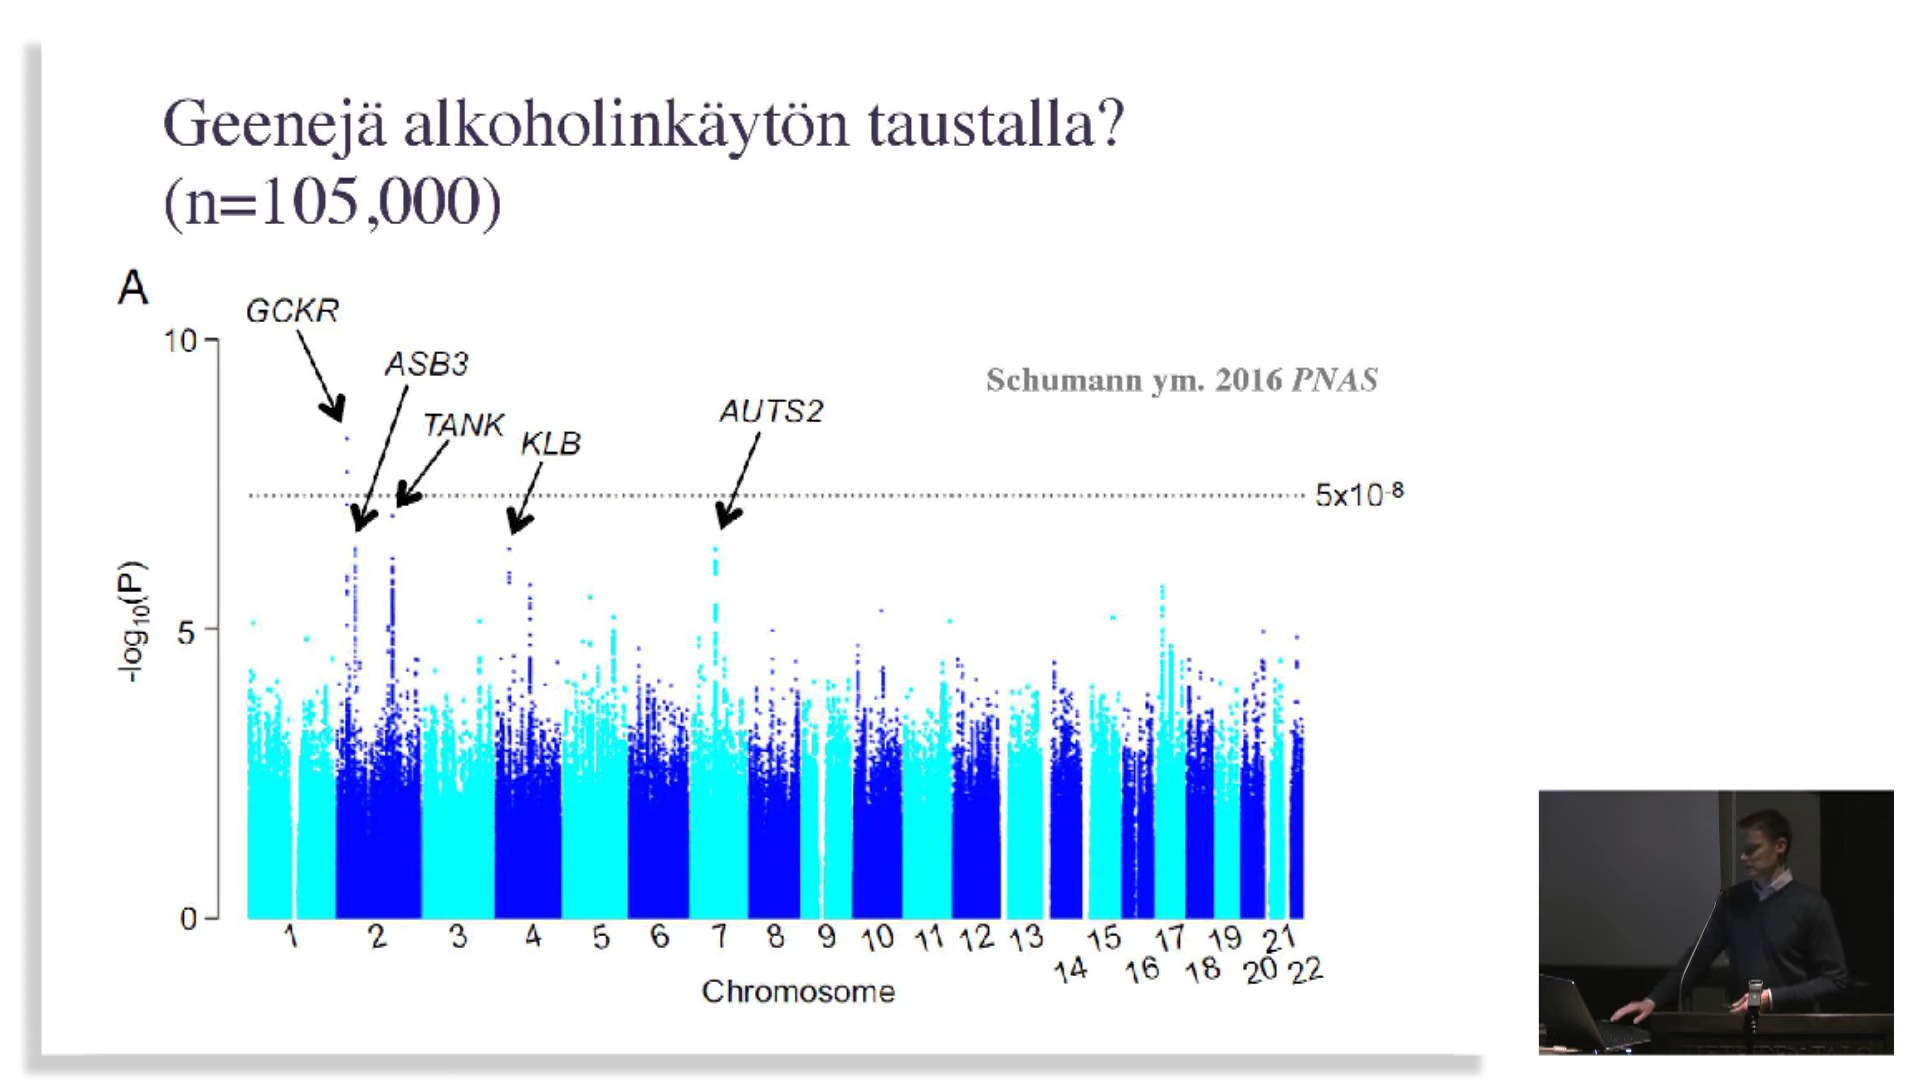 Geenejä alkoholinkäytön taustalla?
(n=105,000)
A
GCKR
ASB3
TANK
KLB
AUTS2
Schumann ym. 2016 PNAS
5x10-8
10
5
0
-log10(P)
1 2 3 4 5 6 7 8 9 10 11 12 13 15 17 19 21
14 16 18 20 22
Chromosome